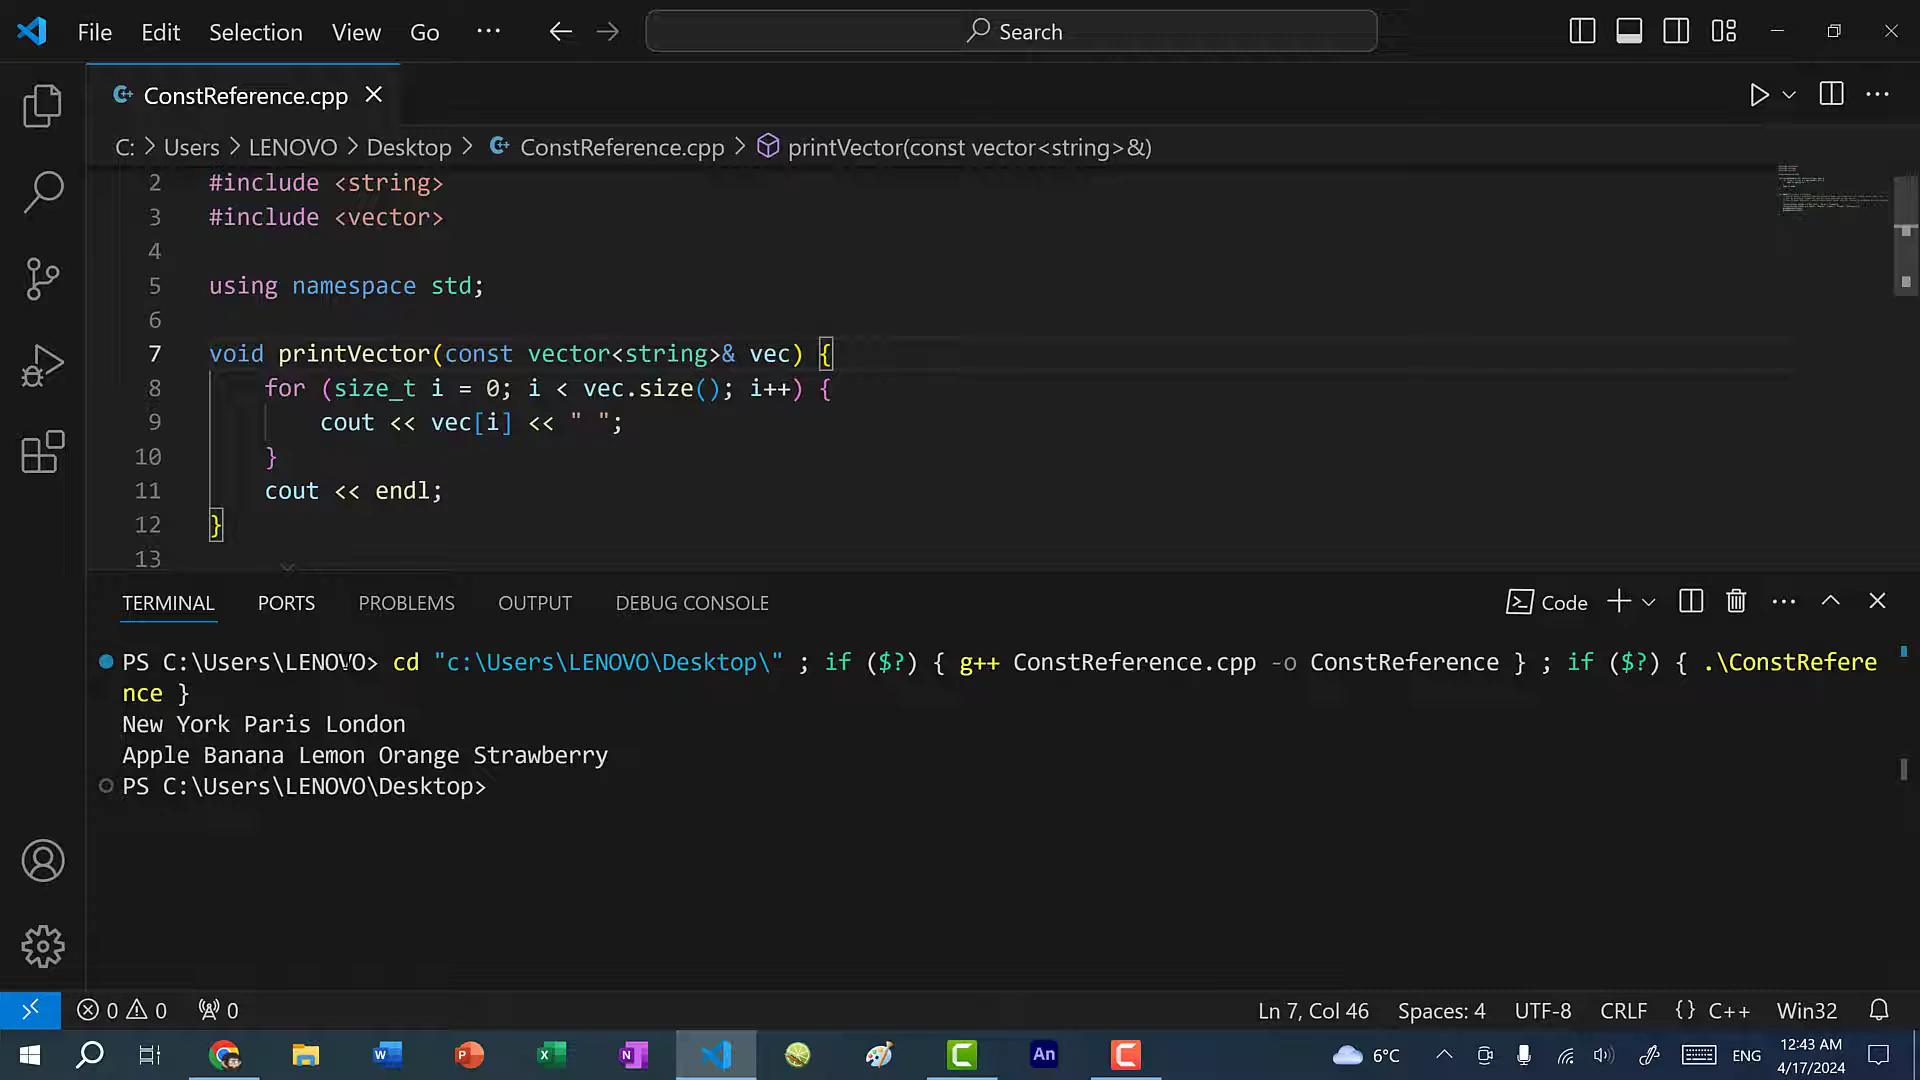 File Edit Selection View Go ··· Search
ConstReference.cpp
C: > Users > LENOVO > Desktop > ConstReference.cpp > printVector(const vector<string>&)
2 #include <string>
3 #include <vector>
4
5 using namespace std;
6
7 void printVector(const vector<string>& vec) {
8 for (size_t i = 0; i < vec.size(); i++) {
9 cout << vec[i] << " ";
10 }
11 cout << endl;
12 }
13
TERMINAL PORTS PROBLEMS OUTPUT DEBUG CONSOLE Code
PS C:\Users\LENOVO> cd "c:\Users\LENOVO\Desktop\" ; if ($?) { g++ ConstReference.cpp -o ConstReference } ; if ($?) { .\ConstRefere
nce }
New York Paris London
Apple Banana Lemon Orange Strawberry
PS C:\Users\LENOVO\Desktop>
0 0 0 Ln 7, Col 46 Spaces: 4 UTF-8 CRLF {} C++ Win32
6°C ENG 12:43 AM
4/17/2024